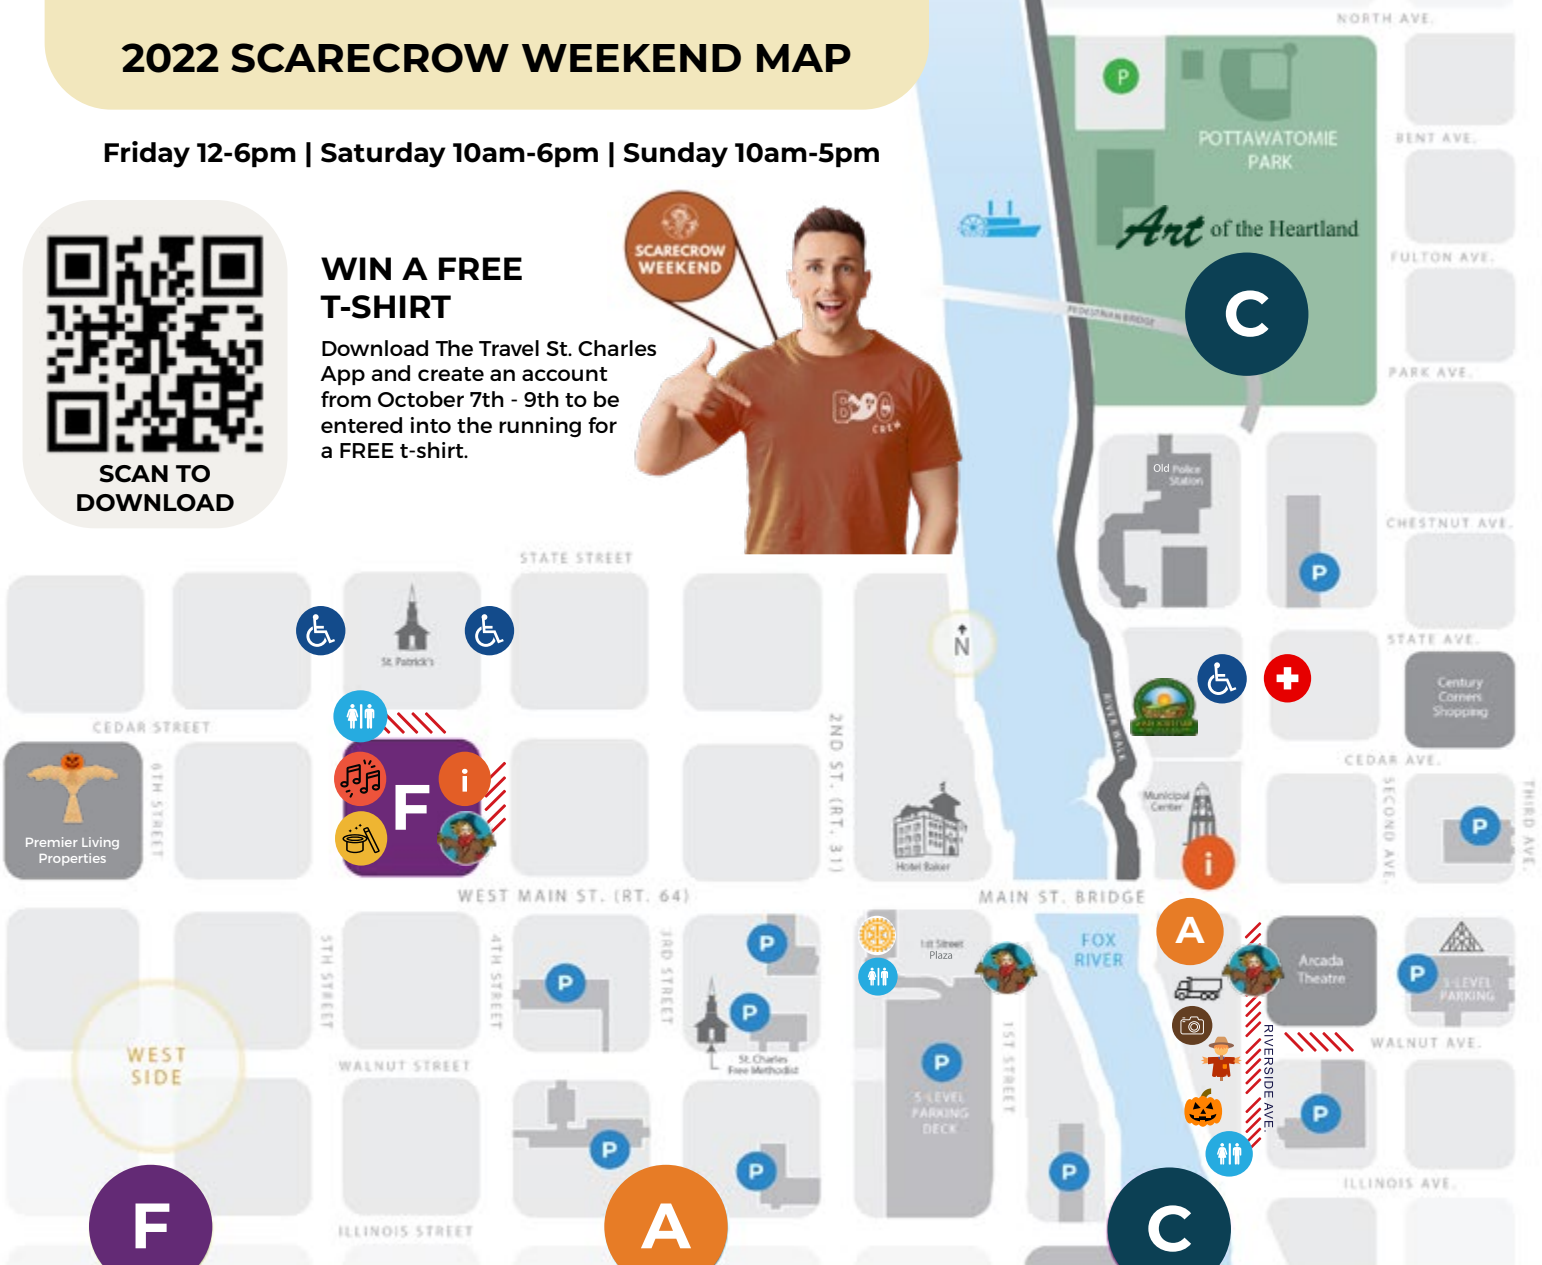 2022 SCARECROW WEEKEND MAP
Friday 12-6pm | Saturday 10am-6pm | Sunday 10am-5pm
SCAN TO
DOWNLOAD
WIN A FREE
T-SHIRT
Download The Travel St. Charles
App and create an account
from October 7th - 9th to be
entered into the running for
a FREE t-shirt.
SCARECROW
WEEKEND
BOO
CREW
NORTH AVE.
P
POTTAWATOMIE
PARK
BENT AVE.
Art of the Heartland
FULTON AVE.
C
PEDESTRIAN BRIDGE
PARK AVE.
Old Police
Station
CHESTNUT AVE.
P
STATE STREET
St. Patrick's
N
STATE AVE.
Century
Corners
Shopping
RIVER WALK
CEDAR STREET
2ND ST. (RT. 31)
CEDAR AVE.
Premier Living
Properties
6TH STREET
F
i
Hotel Baker
Municipal
Center
i
SECOND AVE.
P
THIRD AVE.
WEST MAIN ST. (RT. 64)
MAIN ST. BRIDGE
5TH STREET
4TH STREET
P
3RD STREET
P
P
St. Charles
Free Methodist
1st Street
Plaza
FOX
RIVER
A
Arcada
Theatre
P
5-LEVEL
PARKING
WEST
SIDE
WALNUT STREET
P
5-LEVEL
PARKING
DECK
1ST STREET
RIVERSIDE AVE.
WALNUT AVE.
P
P
P
P
ILLINOIS AVE.
ILLINOIS STREET
F
A
C